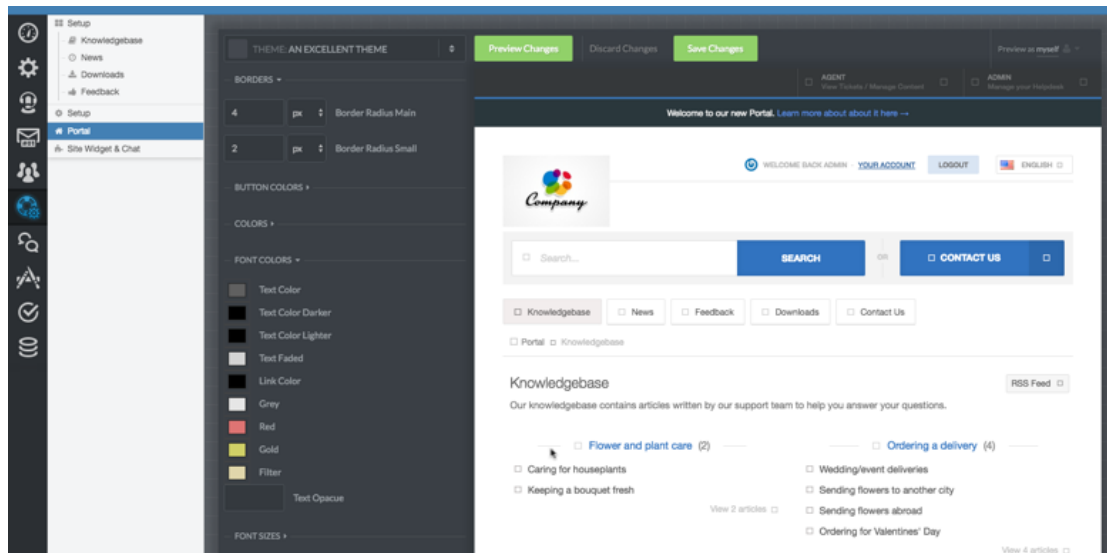 Setup
Knowledgebase
News
Downloads
Feedback
Setup
Portal
Site Widget & Chat
THEME: AN EXCELLENT THEME
BORDERS
4 px Border Radius Main
2 px Border Radius Small
BUTTON COLORS
COLORS
FONT COLORS
Text Color
Text Color Darker
Text Color Lighter
Text Faded
Link Color
Grey
Red
Gold
Filter
Text Opacue
FONT SIZES
Preview Changes Discard Changes Save Changes Preview as myself
AGENT
View Tickets / Manage Content
ADMIN
Manage your Helpdesk
Welcome to our new Portal. Learn more about about it here →
Company
WELCOME BACK ADMIN - YOUR ACCOUNT LOGOUT ENGLISH
Search... SEARCH OR CONTACT US
Knowledgebase News Feedback Downloads Contact Us
Portal Knowledgebase
Knowledgebase RSS Feed
Our knowledgebase contains articles written by our support team to help you answer your questions.
Flower and plant care (2)
Caring for houseplants
Keeping a bouquet fresh
View 2 articles
Ordering a delivery (4)
Wedding/event deliveries
Sending flowers to another city
Sending flowers abroad
Ordering for Valentines' Day
View 4 articles